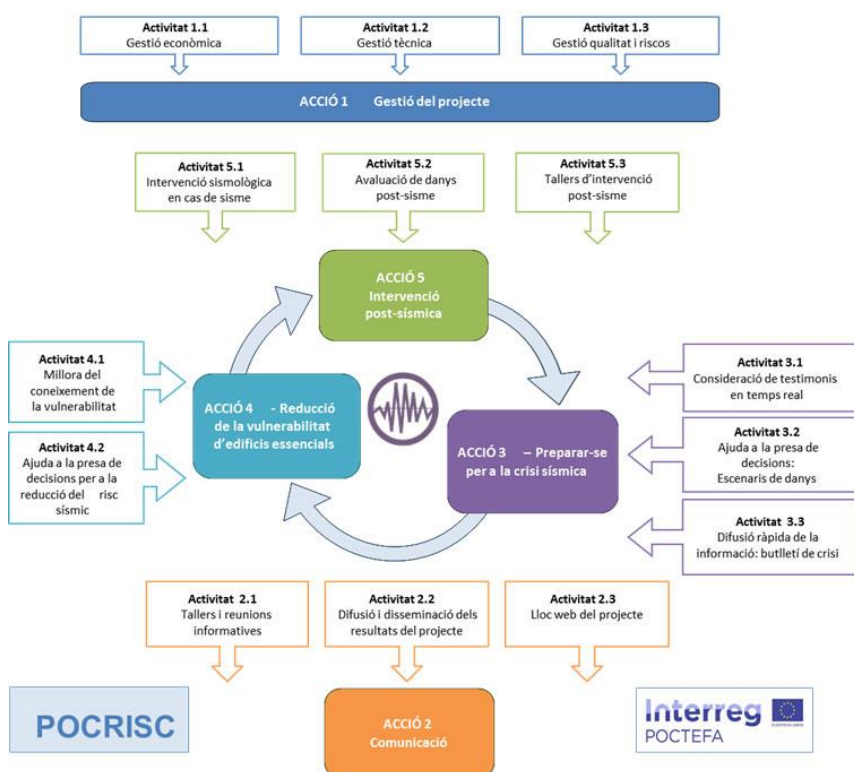 Activitat 1.1
Gestió econòmica
Activitat 1.2
Gestió tècnica
Activitat 1.3
Gestió qualitat i riscos
ACCIÓ 1 Gestió del projecte
Activitat 5.1
Intervenció sismològica
en cas de sisme
Activitat 5.2
Avaluació de danys
post-sisme
Activitat 5.3
Tallers d'intervenció
post-sisme
ACCIÓ 5
Intervenció
post-sísmica
Activitat 4.1
Millora del
coneixement de
la vulnerabilitat
Activitat 4.2
Ajuda a la presa de
decisions per a la
reducció del risc
sísmic
ACCIÓ 4 - Reducció
de la vulnerabilitat
d'edificis essencials
ACCIÓ 3 – Preparar-se
per a la crisi sísmica
Activitat 3.1
Consideració de testimonis
en temps real
Activitat 3.2
Ajuda a la presa de
decisions:
Escenaris de danys
Activitat 3.3
Difusió ràpida de la
informació: butlletí de crisi
Activitat 2.1
Tallers i reunions
informatives
Activitat 2.2
Difusió i disseminació dels
resultats del projecte
Activitat 2.3
Lloc web del projecte
ACCIÓ 2
Comunicació
POCRISC
Interreg
POCTEFA